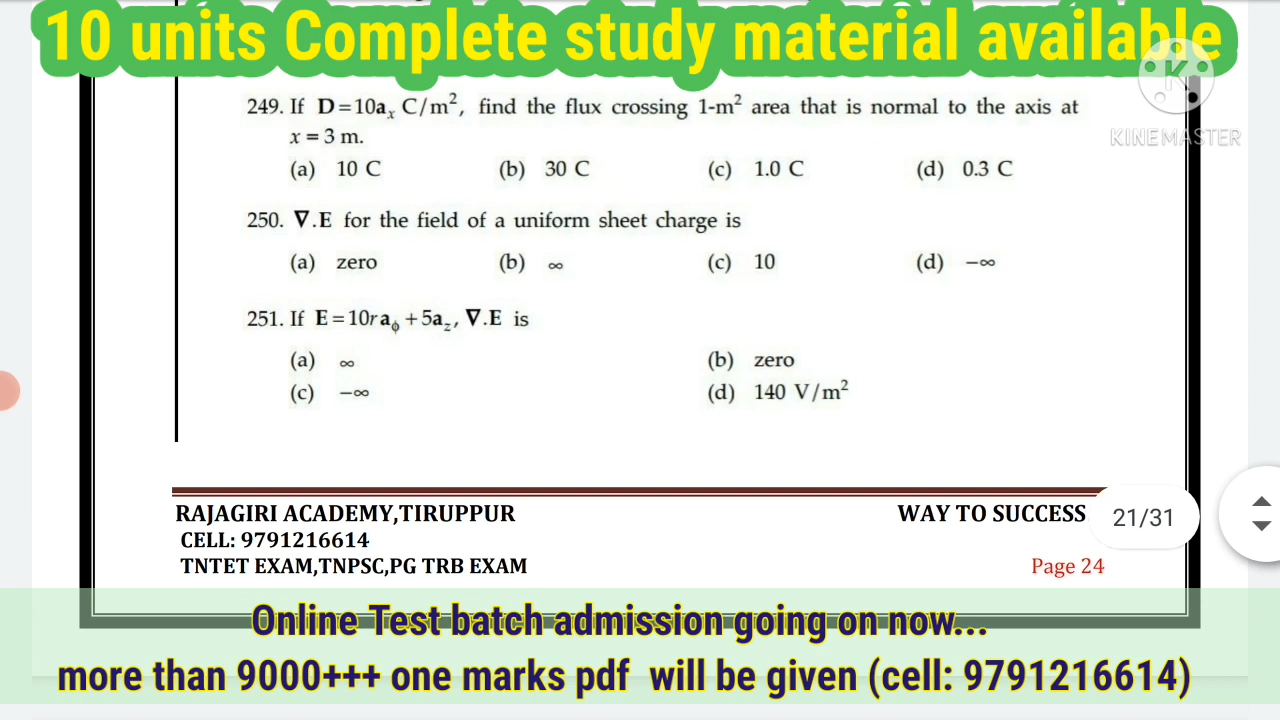 10 units Complete study material available
KINEMASTER
249. If D=10aₓ C/m², find the flux crossing 1-m² area that is normal to the axis at
x = 3 m.
(a) 10 C (b) 30 C (c) 1.0 C (d) 0.3 C
250. ∇.E for the field of a uniform sheet charge is
(a) zero (b) ∞ (c) 10 (d) −∞
251. If E=10r a_ϕ + 5a_z, ∇.E is
(a) ∞ (b) zero
(c) −∞ (d) 140 V/m²
RAJAGIRI ACADEMY,TIRUPPUR WAY TO SUCCESS 21/31
CELL: 9791216614
TNTET EXAM,TNPSC,PG TRB EXAM Page 24
Online Test batch admission going on now...
more than 9000+++ one marks pdf will be given (cell: 9791216614)